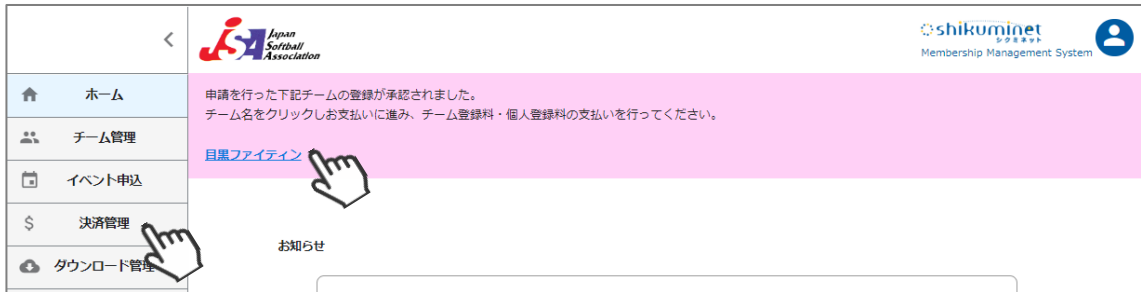 <
JSA
Japan
Softball
Association
shikuminet
シクミネット
Membership Management System
ホーム
チーム管理
イベント申込
$ 決済管理
ダウンロード管理
申請を行った下記チームの登録が承認されました。
チーム名をクリックしお支払いに進み、チーム登録料・個人登録料の支払いを行ってください。
目黒ファイティン
お知らせ